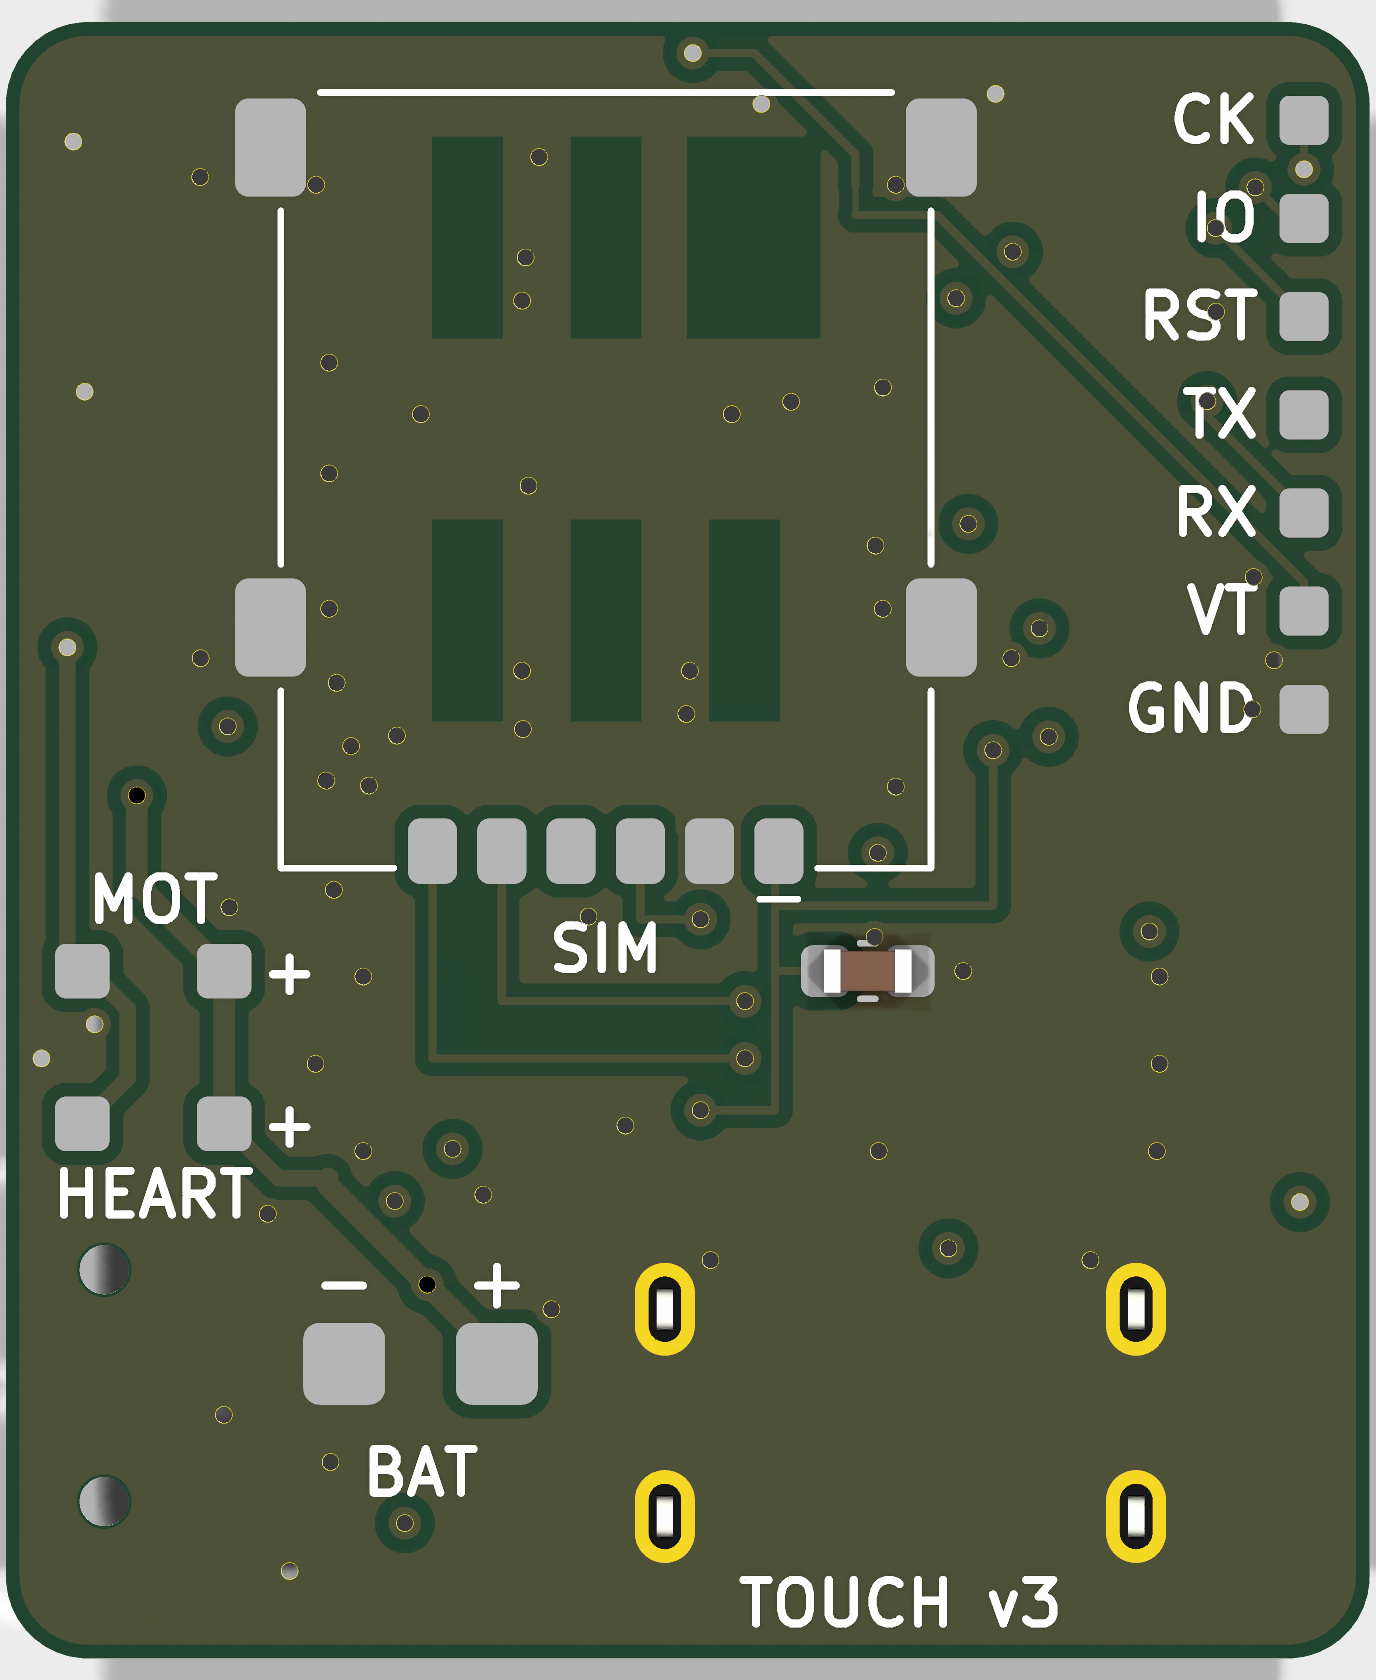 CK
IO
RST
TX
RX
VT
GND
MOT
+
SIM
+
HEART
− +
BAT
TOUCH v3